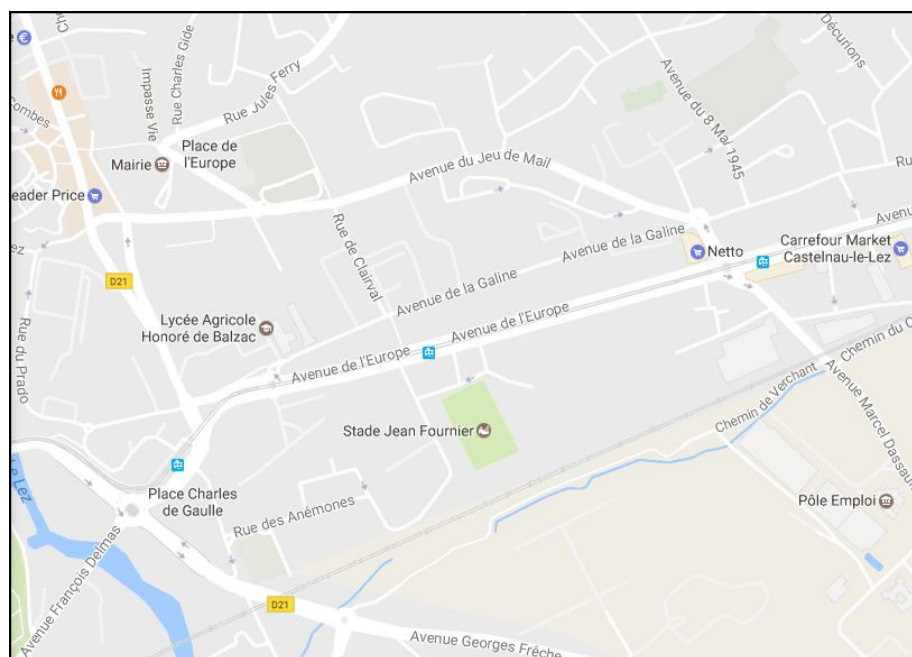 Décurions
Rue Charles Gide
Impasse Vie
Rue Jules Ferry
Avenue du 8 Mai 1945
Place de
l'Europe
Mairie
Avenue du Jeu de Mail
eader Price
Rue de Clairval
Avenue de la Galine
Netto
Carrefour Market
Castelnau-le-Lez
D21
Avenue de la Galine
Lycée Agricole
Honoré de Balzac
Avenue de l'Europe
Avenue de l'Europe
Rue du Prado
Chemin du C
Chemin de Verchant
Avenue Marcel Dassau
Stade Jean Fournier
Place Charles
de Gaulle
Rue des Anémones
Pôle Emploi
Avenue François Delmas
D21
Avenue Georges Frêche
le Lez